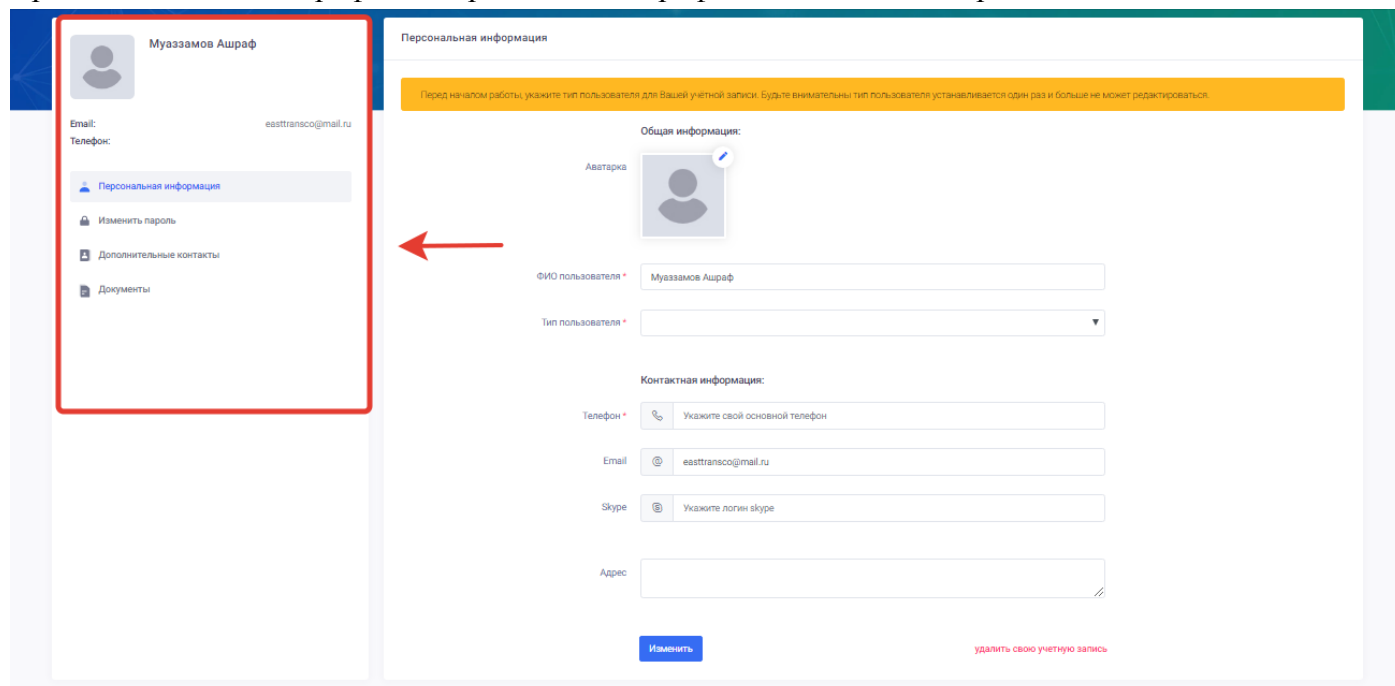 Муаззамов Ашраф
Email: easttransco@mail.ru
Телефон:
Персональная информация
Изменить пароль
Дополнительные контакты
Документы
Персональная информация
Перед началом работы, укажите тип пользователя для Вашей учётной записи. Будьте внимательны тип пользователя устанавливается один раз и больше не может редактироваться.
Общая информация:
Аватарка
ФИО пользователя * Муаззамов Ашраф
Тип пользователя *
Контактная информация:
Телефон * Укажите свой основной телефон
Email easttransco@mail.ru
Skype Укажите логин skype
Адрес
Изменить удалить свою учетную запись